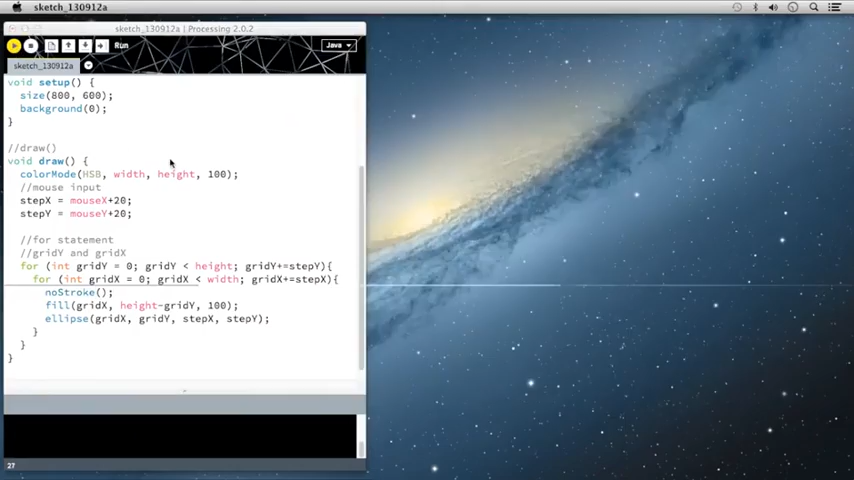 sketch_130912a
sketch_130912a | Processing 2.0.2
Run
Java
sketch_130912a
void setup() {
size(800, 600);
background(0);
}
//draw()
void draw() {
colorMode(HSB, width, height, 100);
//mouse input
stepX = mouseX+20;
stepY = mouseY+20;
//for statement
//gridY and gridX
for (int gridY = 0; gridY < height; gridY+=stepY){
for (int gridX = 0; gridX < width; gridX+=stepX){
noStroke();
fill(gridX, height-gridY, 100);
ellipse(gridX, gridY, stepX, stepY);
}
}
}
27